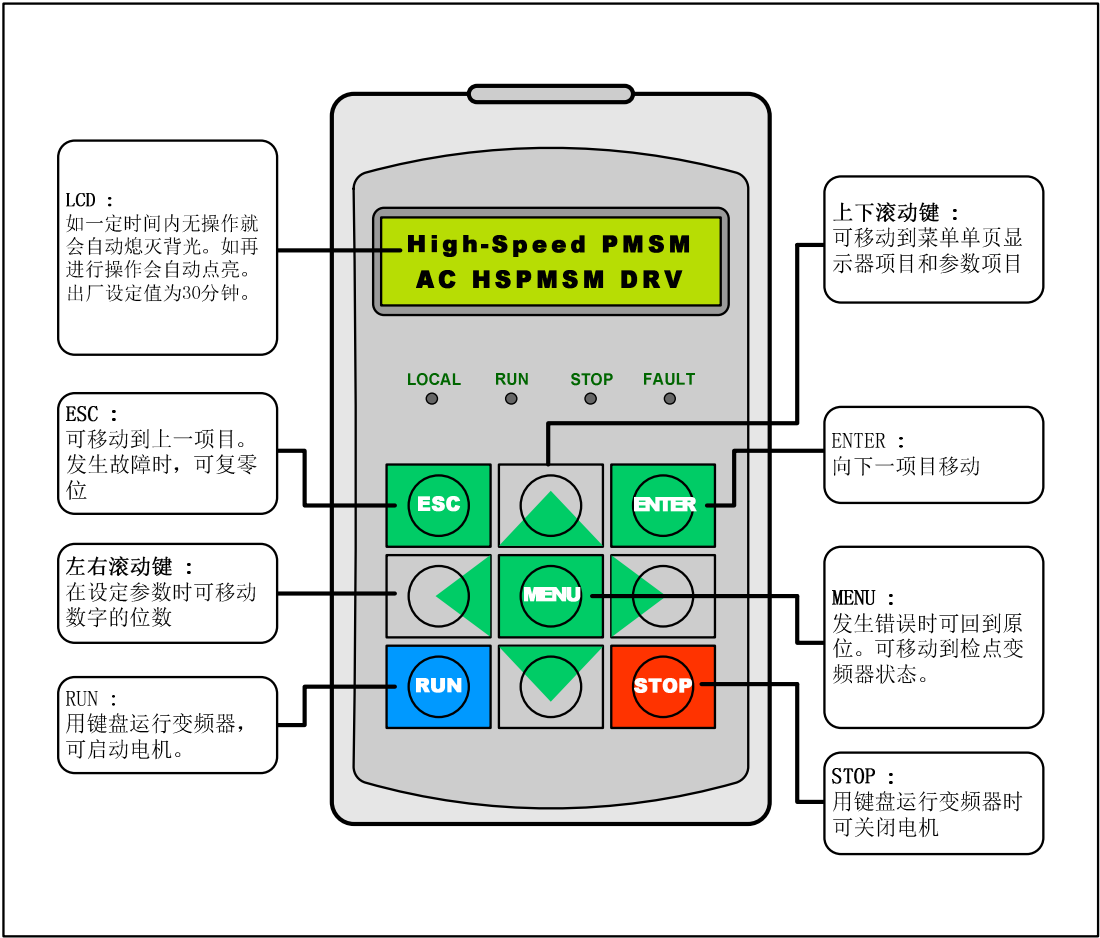 LCD :
如一定时间内无操作就
会自动熄灭背光。如再
进行操作会自动点亮。
出厂设定值为30分钟。
ESC :
可移动到上一项目。
发生故障时，可复零
位
左右滚动键 :
在设定参数时可移动
数字的位数
RUN :
用键盘运行变频器，
可启动电机。
High-Speed PMSM
AC HSPMSM DRV
LOCAL RUN STOP FAULT
ESC ENTER
MENU
RUN STOP
上下滚动键 :
可移动到菜单单页显
示器项目和参数项目
ENTER :
向下一项目移动
MENU :
发生错误时可回到原
位。可移动到检点变
频器状态。
STOP :
用键盘运行变频器时
可关闭电机